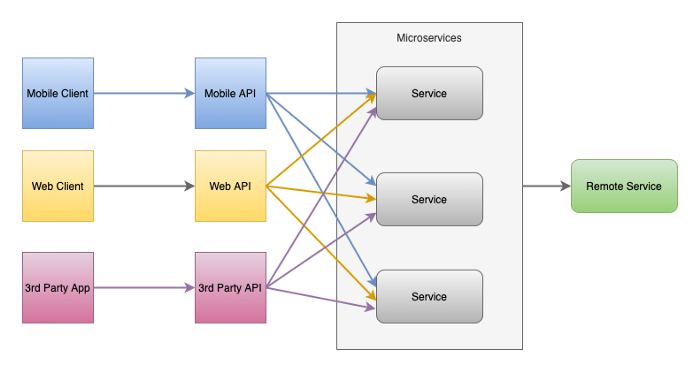 Microservices
Mobile Client
Mobile API
Service
Web Client
Web API
Service
Remote Service
3rd Party App
3rd Party API
Service